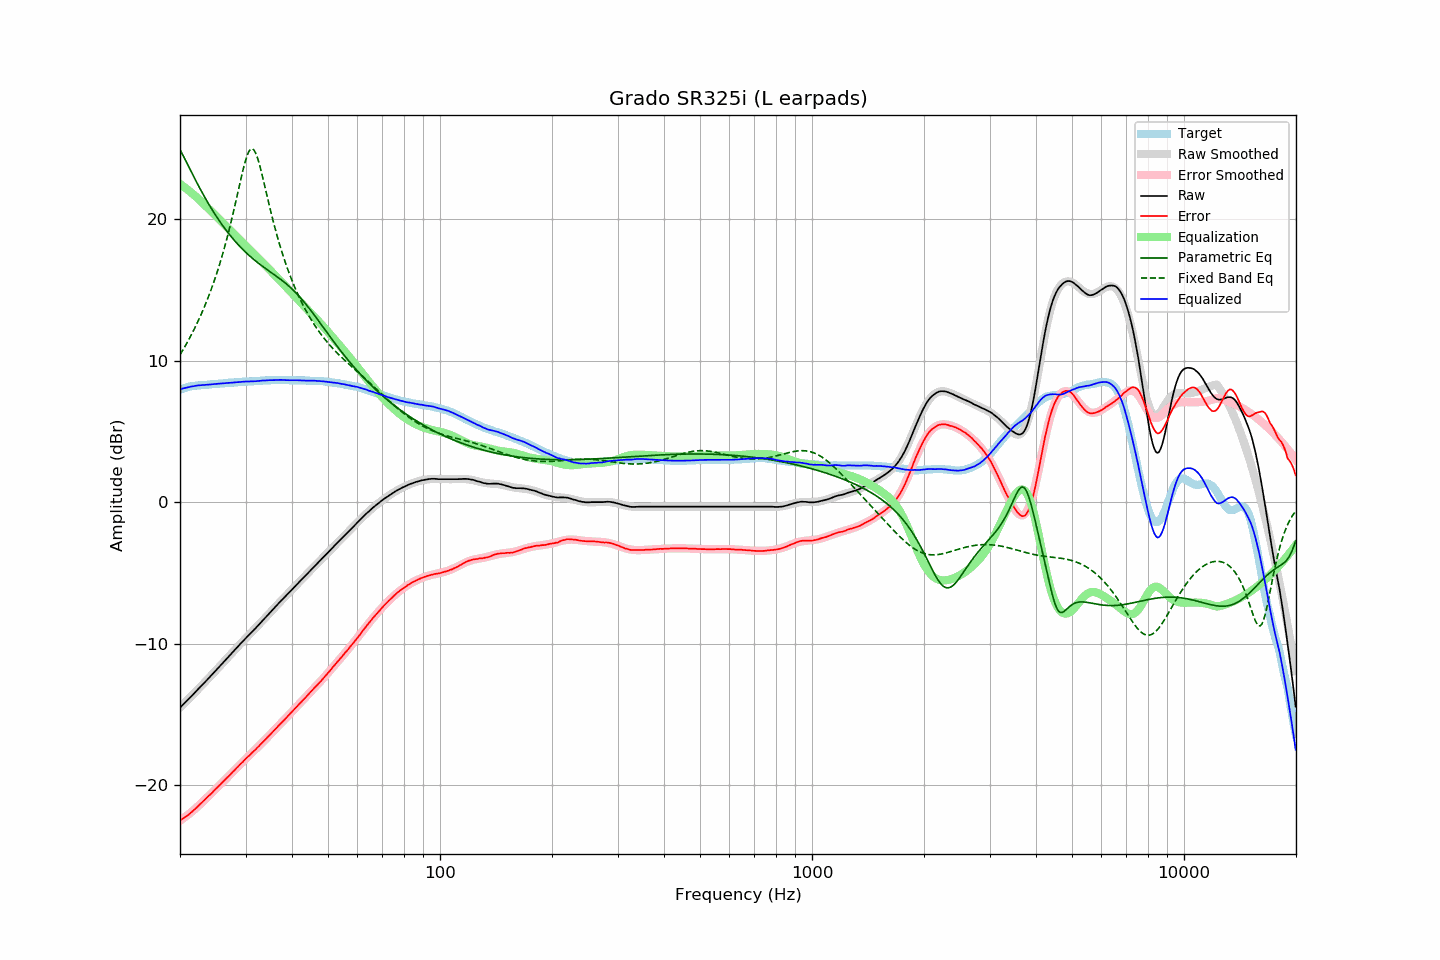 Grado SR325i (L earpads)
Target
Raw Smoothed
Error Smoothed
Raw
Error
Equalization
Parametric Eq
Fixed Band Eq
Equalized
Amplitude (dBr)
20
10
0
−10
−20
100
1000
10000
Frequency (Hz)